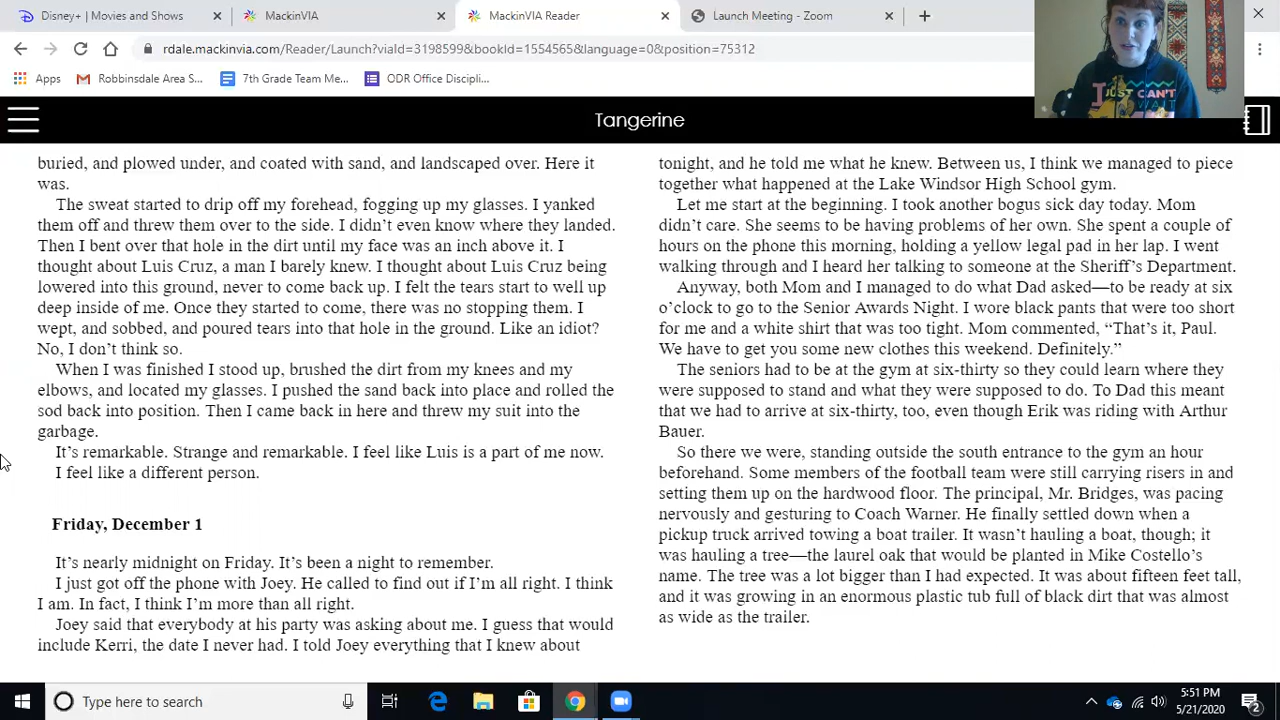 Disney+ | Movies and Shows
MackinVIA
MackinVIA Reader
Launch Meeting - Zoom
rdale.mackinvia.com/Reader/Launch?viaId=3198599&bookId=1554565&language=0&position=75312
Apps
Robbinsdale Area S...
7th Grade Team Me...
ODR Office Discipli...
I JUST CAN'T WAIT
Tangerine
buried, and plowed under, and coated with sand, and landscaped over. Here it
was.
The sweat started to drip off my forehead, fogging up my glasses. I yanked
them off and threw them over to the side. I didn't even know where they landed.
Then I bent over that hole in the dirt until my face was an inch above it. I
thought about Luis Cruz, a man I barely knew. I thought about Luis Cruz being
lowered into this ground, never to come back up. I felt the tears start to well up
deep inside of me. Once they started to come, there was no stopping them. I
wept, and sobbed, and poured tears into that hole in the ground. Like an idiot?
No, I don't think so.
When I was finished I stood up, brushed the dirt from my knees and my
elbows, and located my glasses. I pushed the sand back into place and rolled the
sod back into position. Then I came back in here and threw my suit into the
garbage.
It's remarkable. Strange and remarkable. I feel like Luis is a part of me now.
I feel like a different person.
Friday, December 1
It's nearly midnight on Friday. It's been a night to remember.
I just got off the phone with Joey. He called to find out if I'm all right. I think
I am. In fact, I think I'm more than all right.
Joey said that everybody at his party was asking about me. I guess that would
include Kerri, the date I never had. I told Joey everything that I knew about
tonight, and he told me what he knew. Between us, I think we managed to piece
together what happened at the Lake Windsor High School gym.
Let me start at the beginning. I took another bogus sick day today. Mom
didn't care. She seems to be having problems of her own. She spent a couple of
hours on the phone this morning, holding a yellow legal pad in her lap. I went
walking through and I heard her talking to someone at the Sheriff's Department.
Anyway, both Mom and I managed to do what Dad asked—to be ready at six
o'clock to go to the Senior Awards Night. I wore black pants that were too short
for me and a white shirt that was too tight. Mom commented, "That's it, Paul.
We have to get you some new clothes this weekend. Definitely."
The seniors had to be at the gym at six-thirty so they could learn where they
were supposed to stand and what they were supposed to do. To Dad this meant
that we had to arrive at six-thirty, too, even though Erik was riding with Arthur
Bauer.
So there we were, standing outside the south entrance to the gym an hour
beforehand. Some members of the football team were still carrying risers in and
setting them up on the hardwood floor. The principal, Mr. Bridges, was pacing
nervously and gesturing to Coach Warner. He finally settled down when a
pickup truck arrived towing a boat trailer. It wasn't hauling a boat, though; it
was hauling a tree—the laurel oak that would be planted in Mike Costello's
name. The tree was a lot bigger than I had expected. It was about fifteen feet tall,
and it was growing in an enormous plastic tub full of black dirt that was almost
as wide as the trailer.
Type here to search
5:51 PM
5/21/2020
2